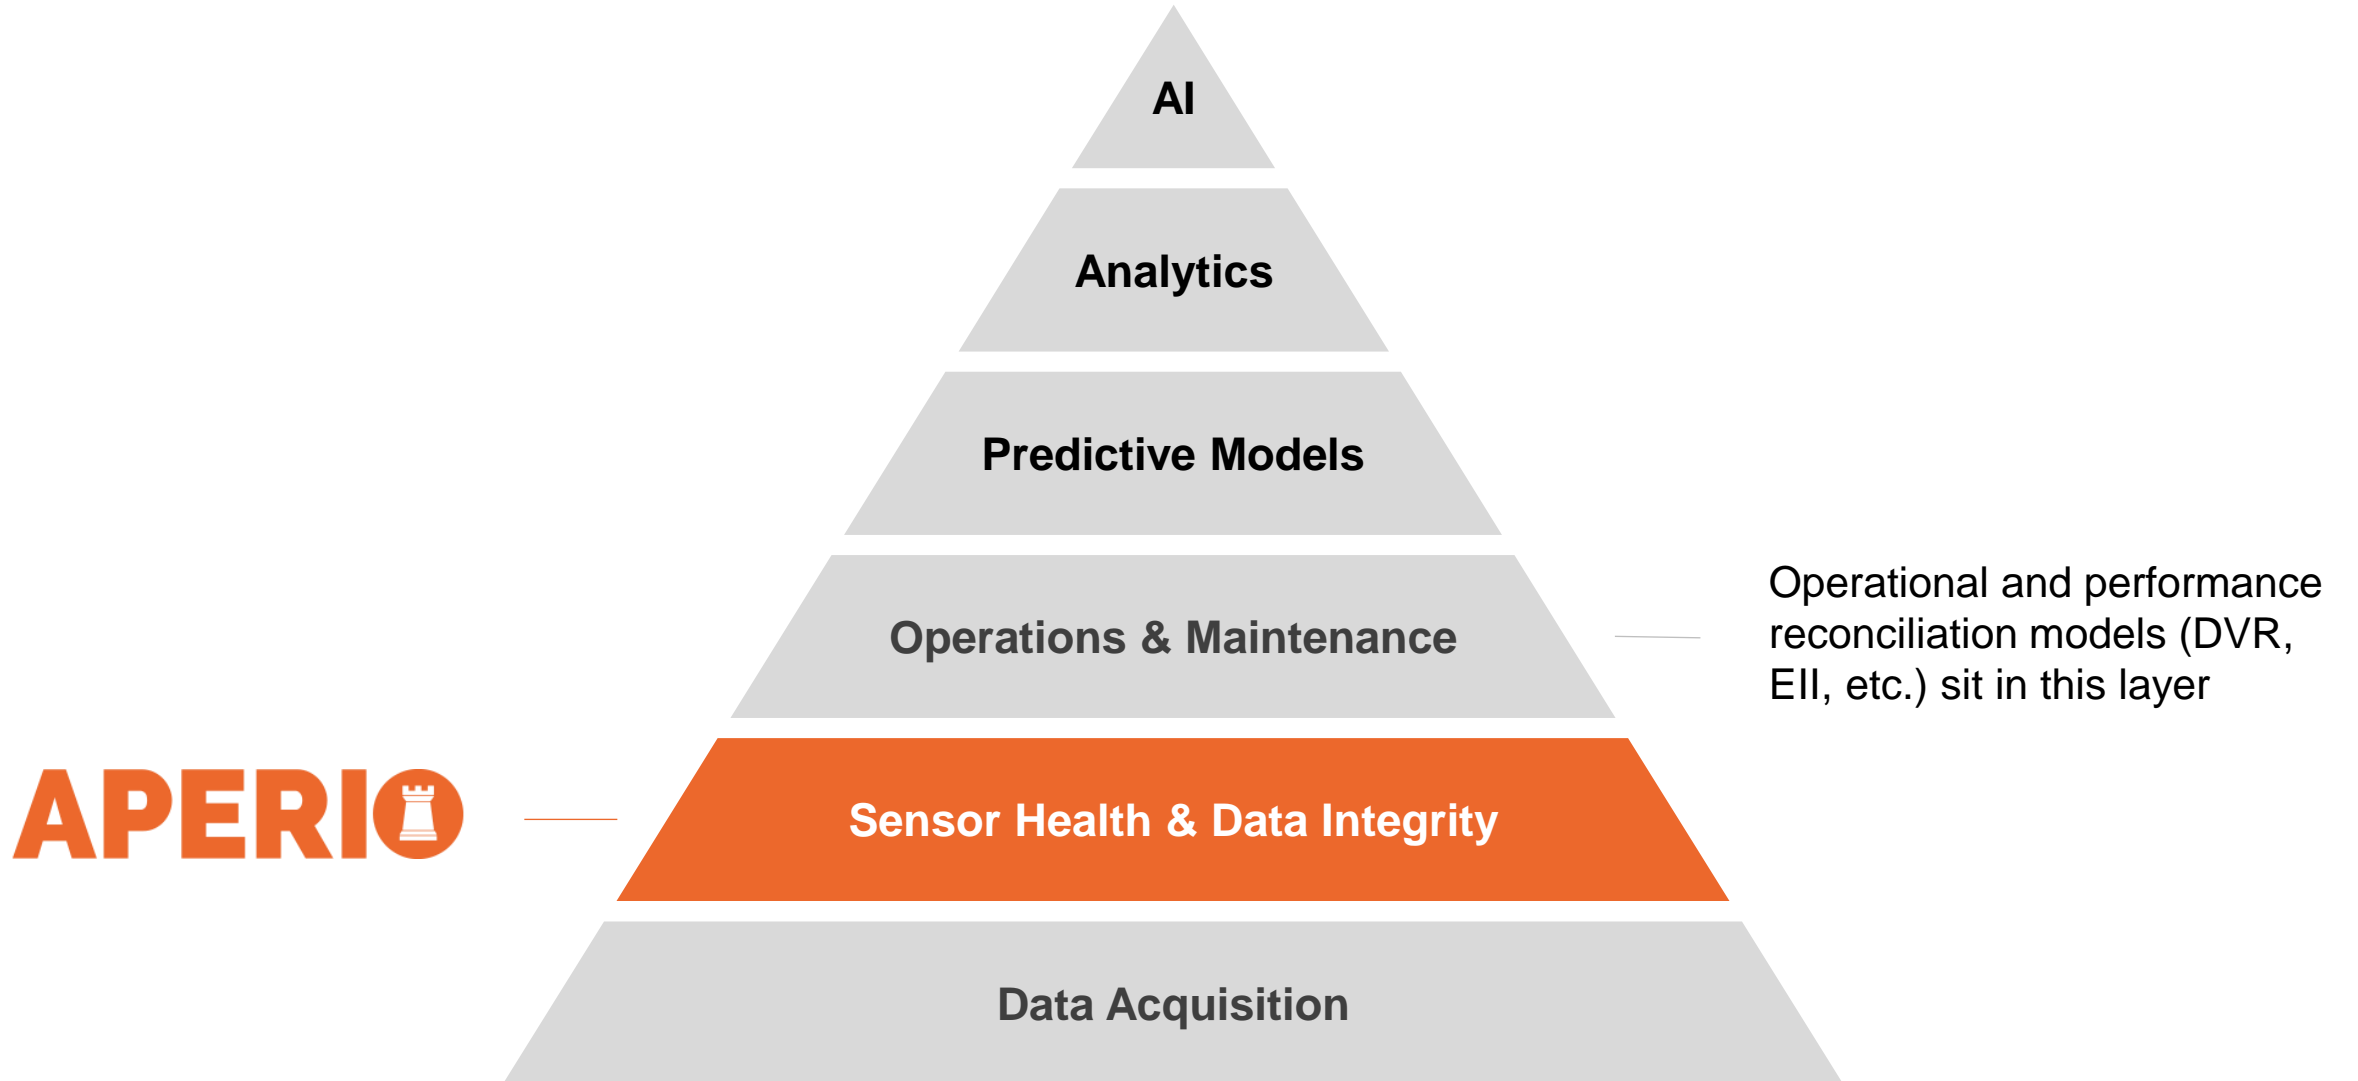 AI
Analytics
Predictive Models
Operations & Maintenance
Operational and performance
reconciliation models (DVR,
EII, etc.) sit in this layer
APERIO
Sensor Health & Data Integrity
Data Acquisition